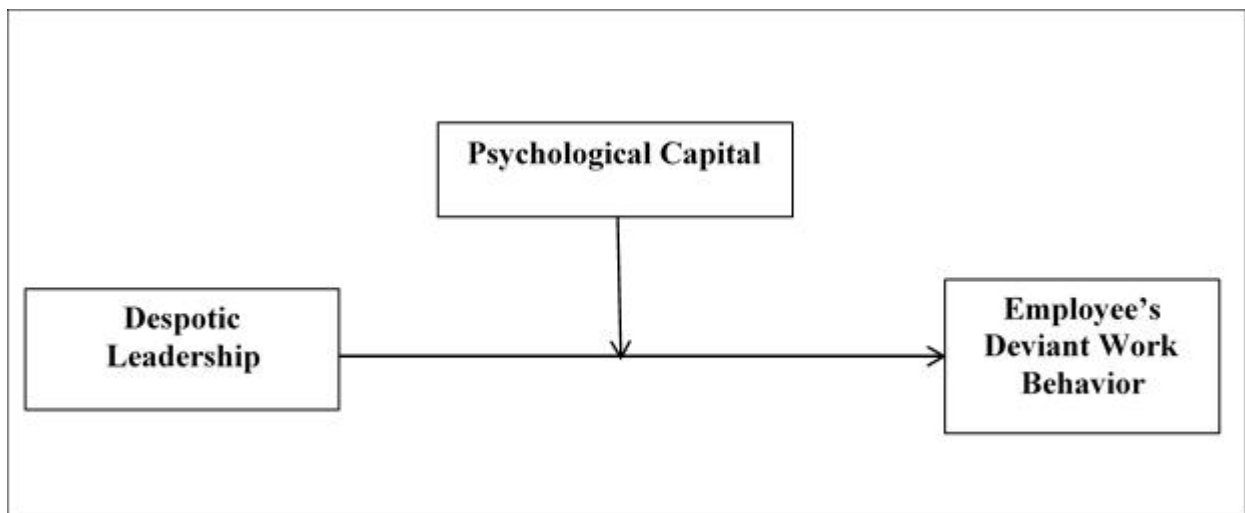 Psychological Capital
Despotic
Leadership
Employee’s
Deviant Work
Behavior